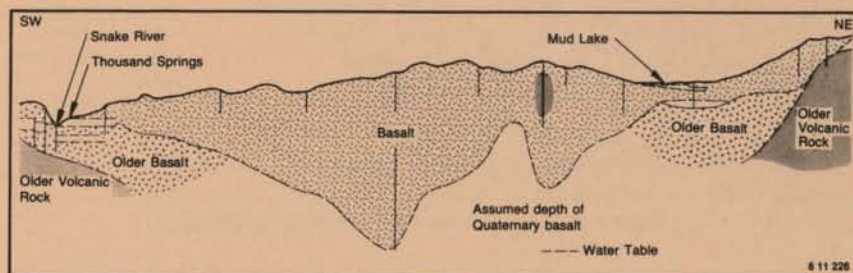 SW
NE
Snake River
Mud Lake
Thousand Springs
Basalt
Older Basalt
Older Basalt
Older
Volcanic
Rock
Older Volcanic
Rock
Assumed depth of
Quaternary basalt
Water Table
8 11 226